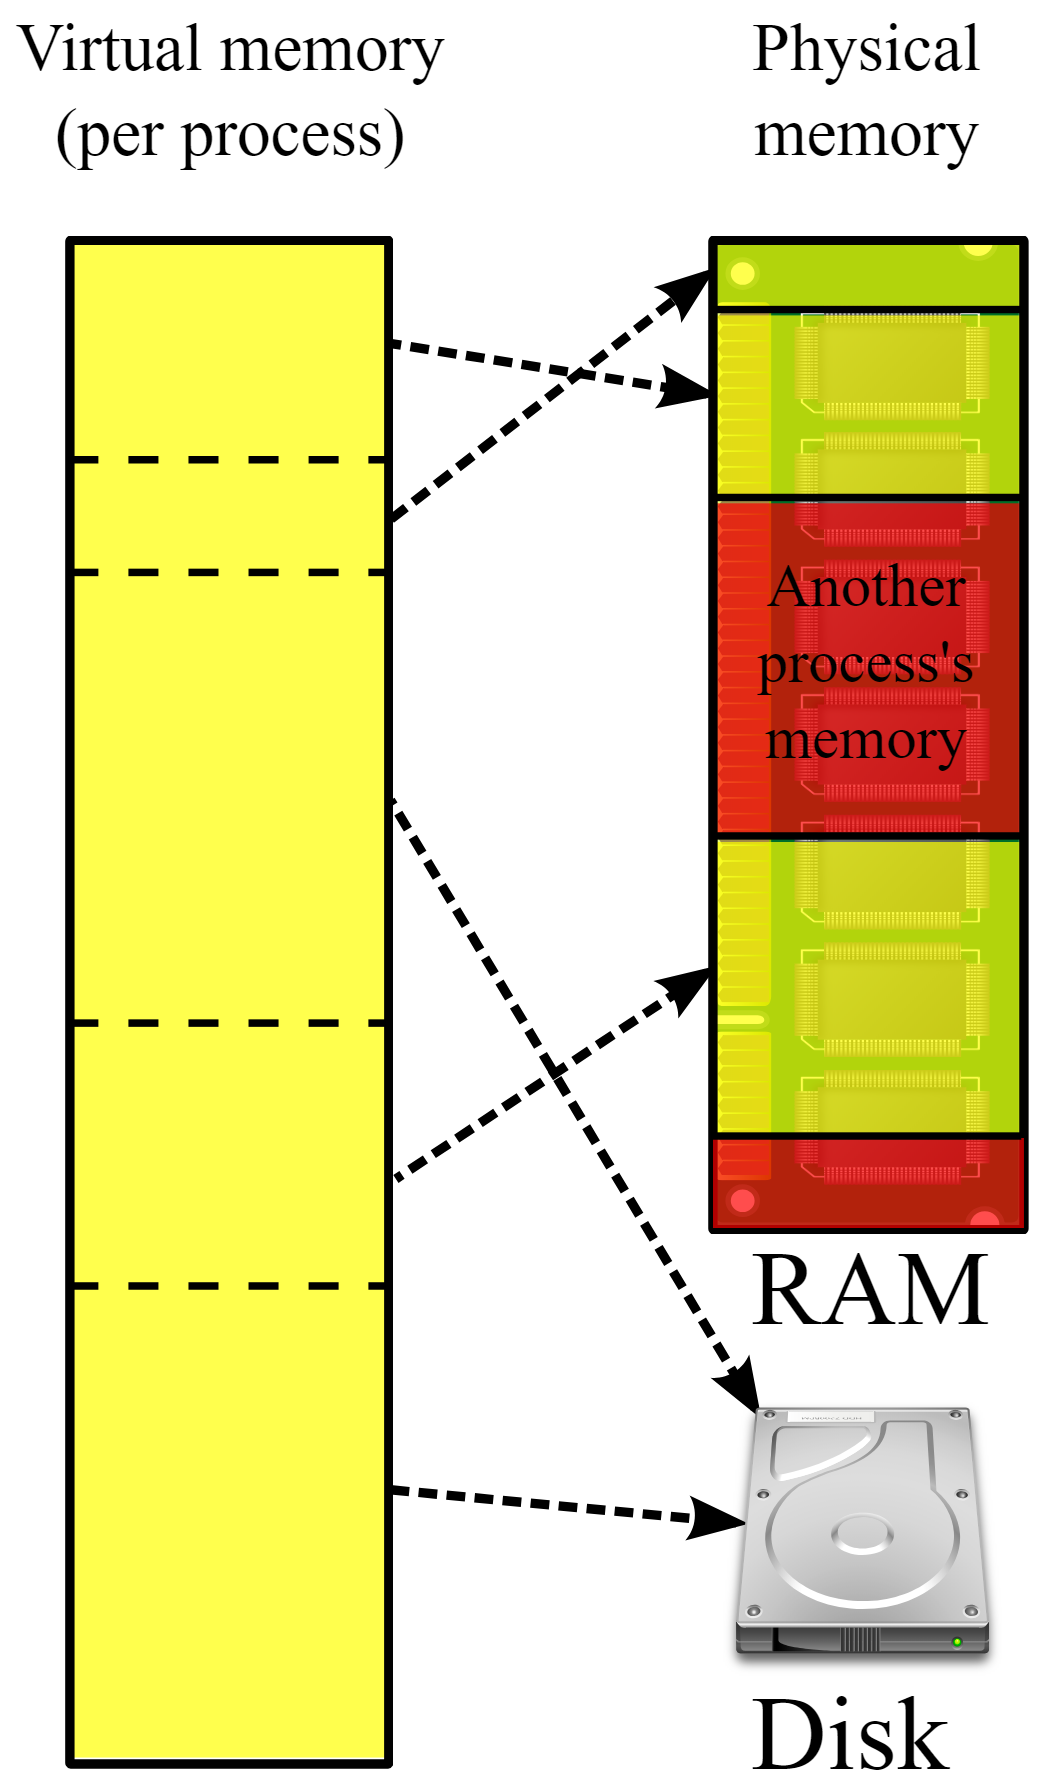 Virtual memory
(per process)
Physical
memory
Another
process's
memory
RAM
Disk